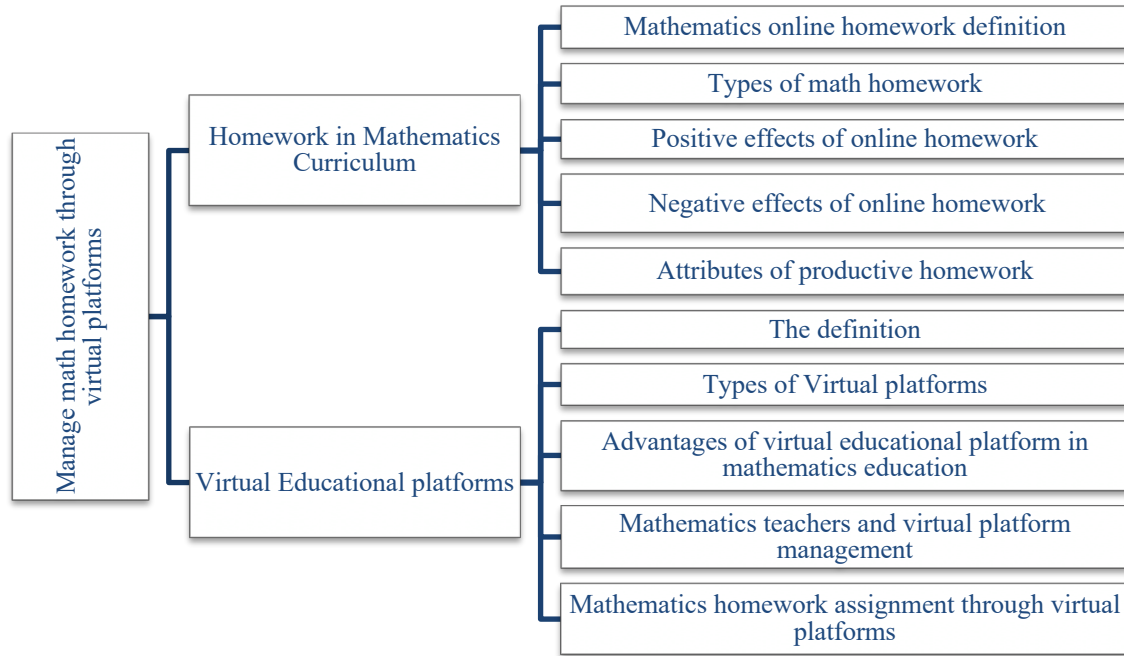 Manage math homework through
virtual platforms
Homework in Mathematics
Curriculum
Mathematics online homework definition
Types of math homework
Positive effects of online homework
Negative effects of online homework
Attributes of productive homework
Virtual Educational platforms
The definition
Types of Virtual platforms
Advantages of virtual educational platform in
mathematics education
Mathematics teachers and virtual platform
management
Mathematics homework assignment through virtual
platforms